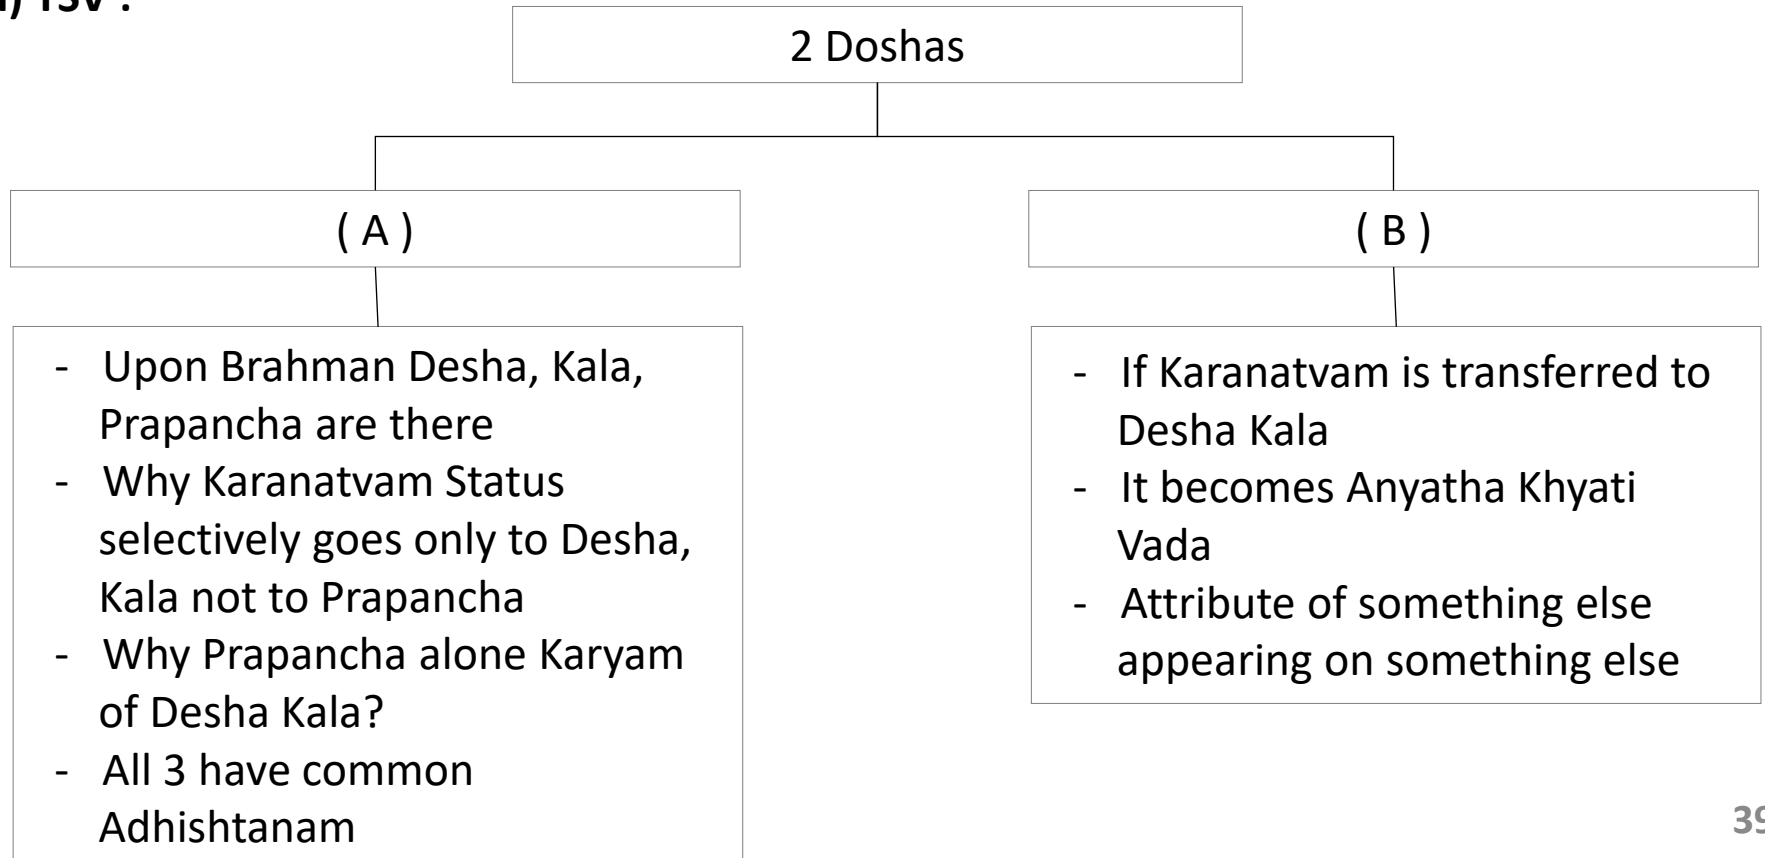 TSV :
2 Doshas
( A )
( B )
- Upon Brahman Desha, Kala,
Prapancha are there
- Why Karanatvam Status
selectively goes only to Desha,
Kala not to Prapancha
- Why Prapancha alone Karyam
of Desha Kala?
- All 3 have common
Adhishtanam
- If Karanatvam is transferred to
Desha Kala
- It becomes Anyatha Khyati
Vada
- Attribute of something else
appearing on something else